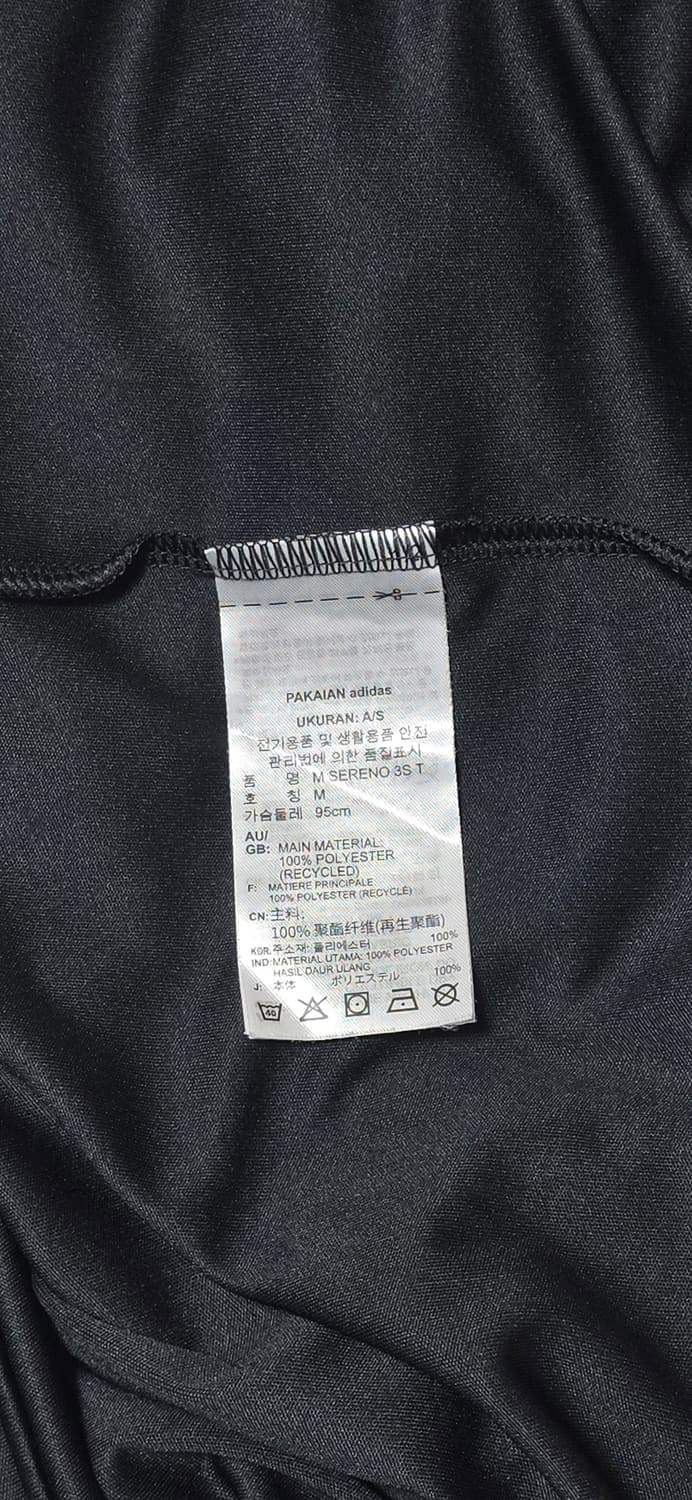 PAKAIAN adidas
UKURAN: A/S
전기용품 및 생활용품 안전
관리법에 의한 품질표시
품 명 M SERENO 3S T
호 칭 M
가슴둘레 95cm
AU/
GB: MAIN MATERIAL:
100% POLYESTER
(RECYCLED)
F: MATIERE PRINCIPALE
100% POLYESTER (RECYCLÉ)
CN: 主料:
100% 聚酯纤维(再生聚酯)
KOR: 주소재: 폴리에스터 100%
IND: MATERIAL UTAMA: 100% POLYESTER
HASIL DAUR ULANG
J: 本体 ポリエステル 100%
40